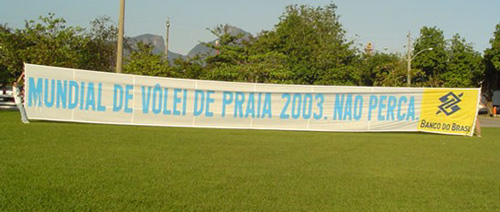 MUNDIAL DE VÔLEI DE PRAIA 2003. NÃO PERCA.
BANCO DO BRASIL